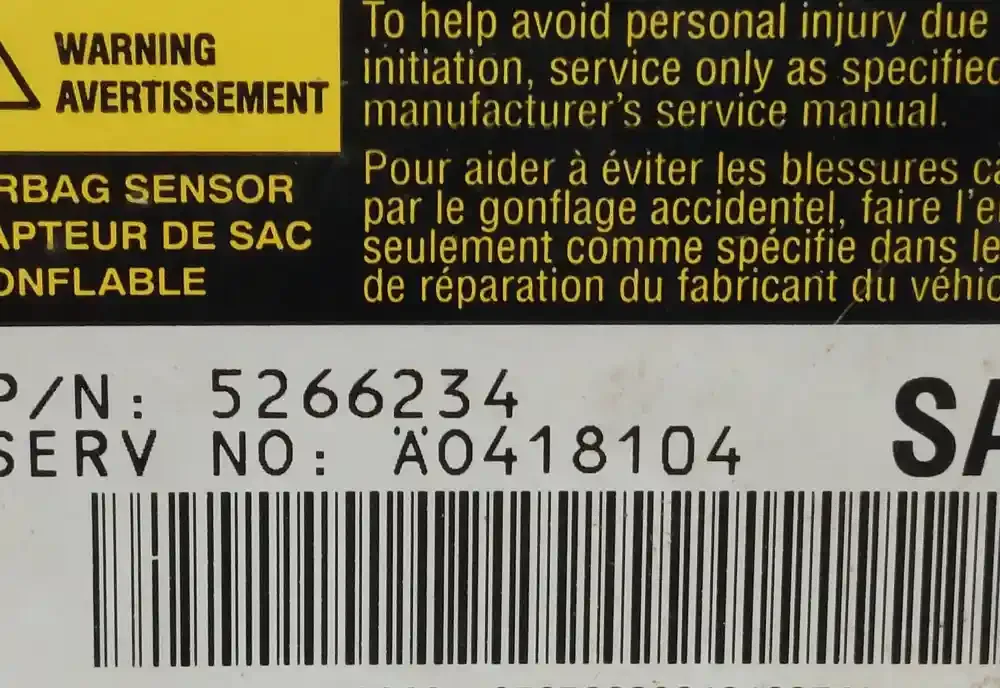 WARNING
AVERTISSEMENT
RBAG SENSOR
APTEUR DE SAC
ONFLABLE
To help avoid personal injury due
initiation, service only as specified
manufacturer's service manual.
Pour aider à éviter les blessures ca
par le gonflage accidentel, faire l'e
seulement comme spécifie dans le
de réparation du fabricant du véhic
P/N: 5266234
SERV NO: Ä0418104
SA